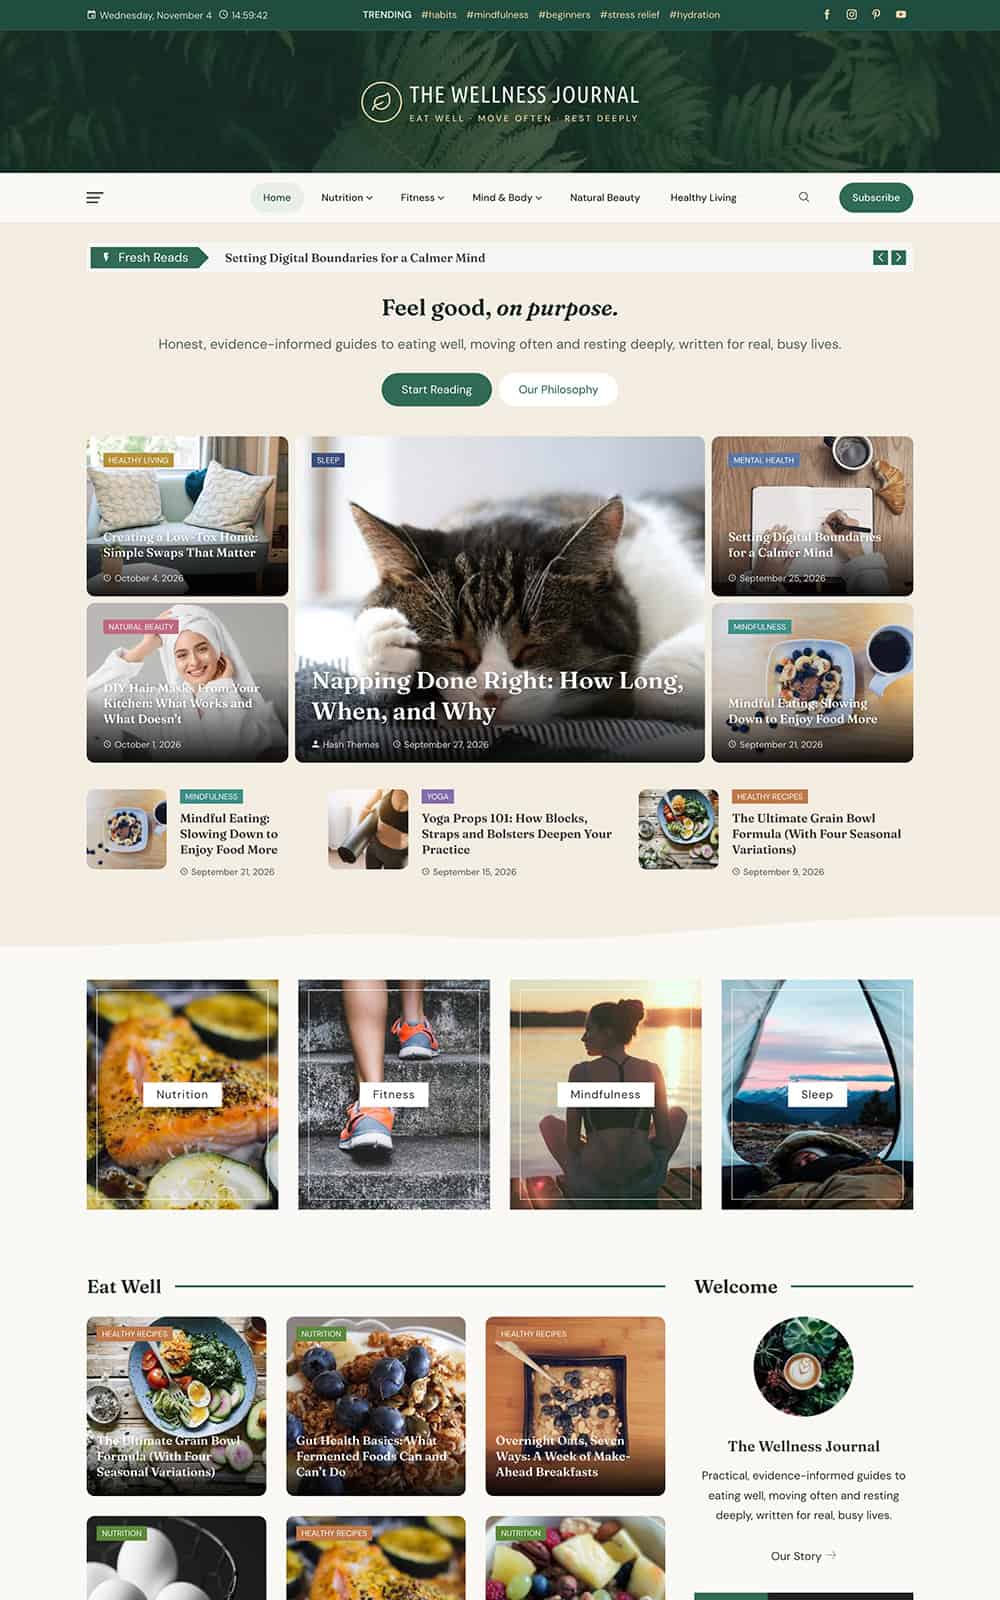 Wednesday, November 4 14:59:42
TRENDING #habits #mindfulness #beginners #stress relief #hydration
THE WELLNESS JOURNAL
EAT WELL · MOVE OFTEN · REST DEEPLY
Home Nutrition Fitness Mind & Body Natural Beauty Healthy Living Subscribe
Fresh Reads Setting Digital Boundaries for a Calmer Mind
Feel good, on purpose.
Honest, evidence-informed guides to eating well, moving often and resting deeply, written for real, busy lives.
Start Reading Our Philosophy
HEALTHY LIVING
Creating a Low-Tox Home:
Simple Swaps That Matter
October 4, 2026
NATURAL BEAUTY
DIY Hair Masks From Your
Kitchen: What Works and
What Doesn't
October 1, 2026
SLEEP
Napping Done Right: How Long,
When, and Why
Hash Themes September 27, 2026
MENTAL HEALTH
Setting Digital Boundaries
for a Calmer Mind
September 25, 2026
MINDFULNESS
Mindful Eating: Slowing
Down to Enjoy Food More
September 21, 2026
MINDFULNESS
Mindful Eating:
Slowing Down to
Enjoy Food More
September 21, 2026
YOGA
Yoga Props 101: How Blocks,
Straps and Bolsters Deepen Your
Practice
September 15, 2026
HEALTHY RECIPES
The Ultimate Grain Bowl
Formula (With Four Seasonal
Variations)
September 9, 2026
Nutrition
Fitness
Mindfulness
Sleep
Eat Well
HEALTHY RECIPES
The Ultimate Grain Bowl
Formula (With Four
Seasonal Variations)
NUTRITION
Gut Health Basics: What
Fermented Foods Can and
Can't Do
HEALTHY RECIPES
Overnight Oats, Seven
Ways: A Week of Make-
Ahead Breakfasts
NUTRITION
HEALTHY RECIPES
NUTRITION
Welcome
The Wellness Journal
Practical, evidence-informed guides to
eating well, moving often and resting
deeply, written for real, busy lives.
Our Story